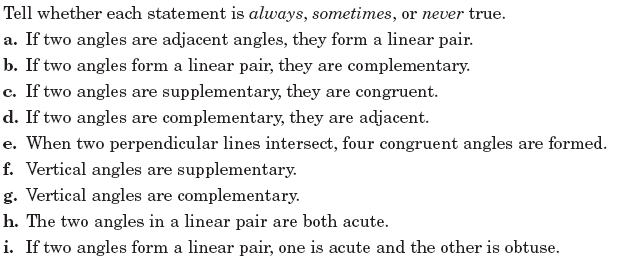 Tell whether each statement is always, sometimes, or never true.
a. If two angles are adjacent angles, they form a linear pair.
b. If two angles form a linear pair, they are complementary.
c. If two angles are supplementary, they are congruent.
d. If two angles are complementary, they are adjacent.
e. When two perpendicular lines intersect, four congruent angles are formed.
f. Vertical angles are supplementary.
g. Vertical angles are complementary.
h. The two angles in a linear pair are both acute.
i. If two angles form a linear pair, one is acute and the other is obtuse.